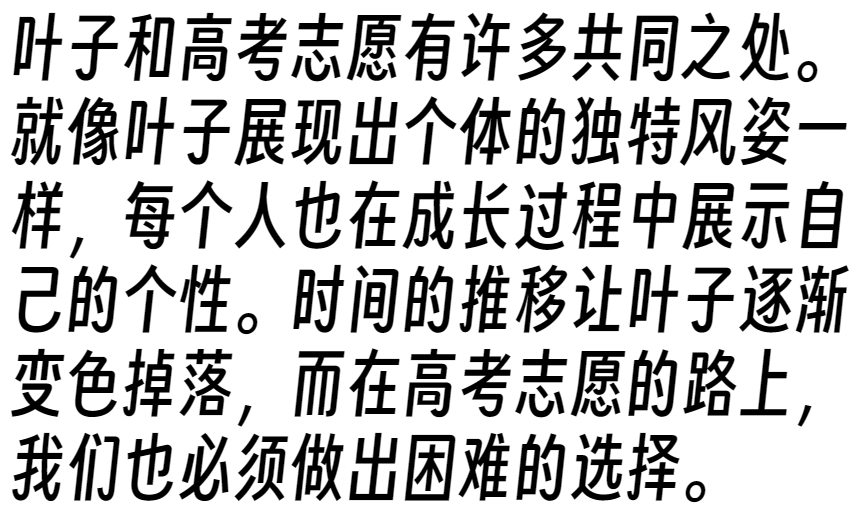 叶子和高考志愿有许多共同之处。
就像叶子展现出个体的独特风姿一
样，每个人也在成长过程中展示自
己的个性。时间的推移让叶子逐渐
变色掉落，而在高考志愿的路上，
我们也必须做出困难的选择。